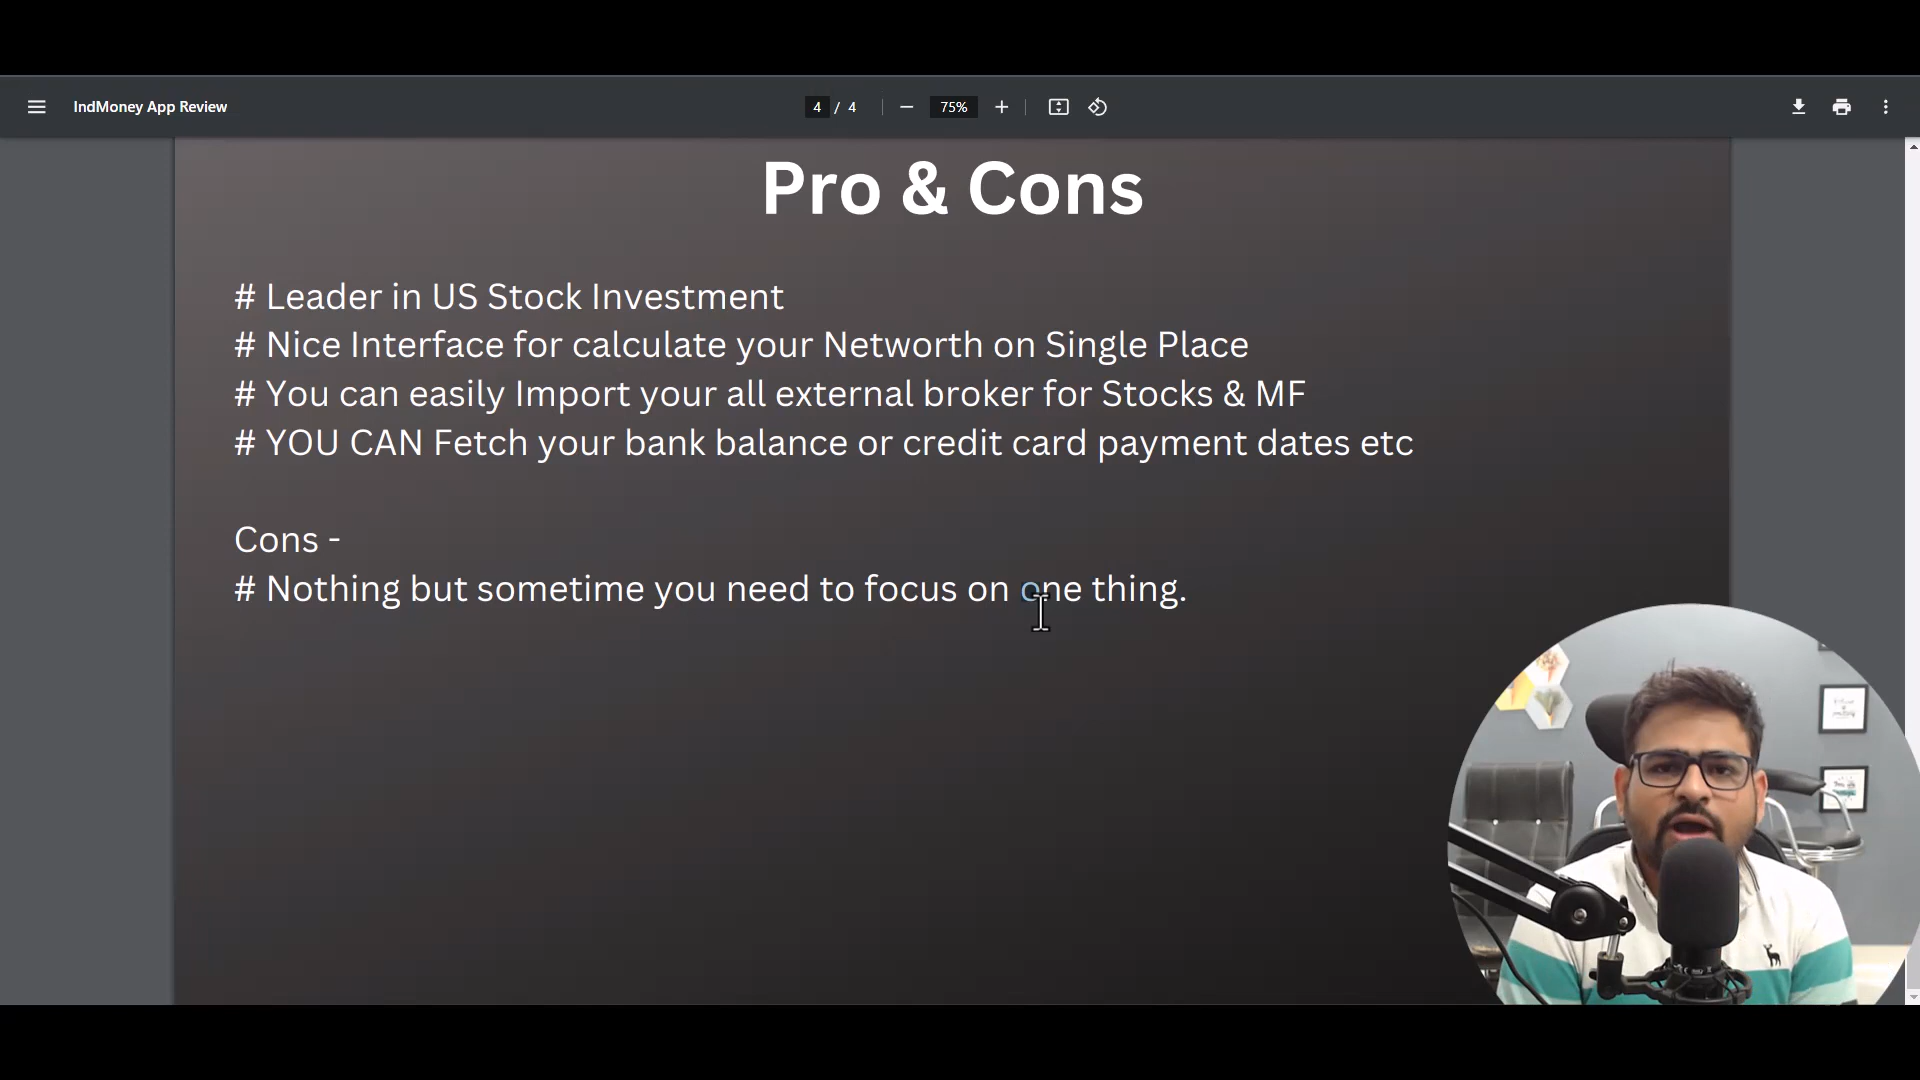 IndMoney App Review
4 / 4
75%
Pro & Cons
# Leader in US Stock Investment
# Nice Interface for calculate your Networth on Single Place
# You can easily Import your all external broker for Stocks & MF
# YOU CAN Fetch your bank balance or credit card payment dates etc
Cons -
# Nothing but sometime you need to focus on one thing.